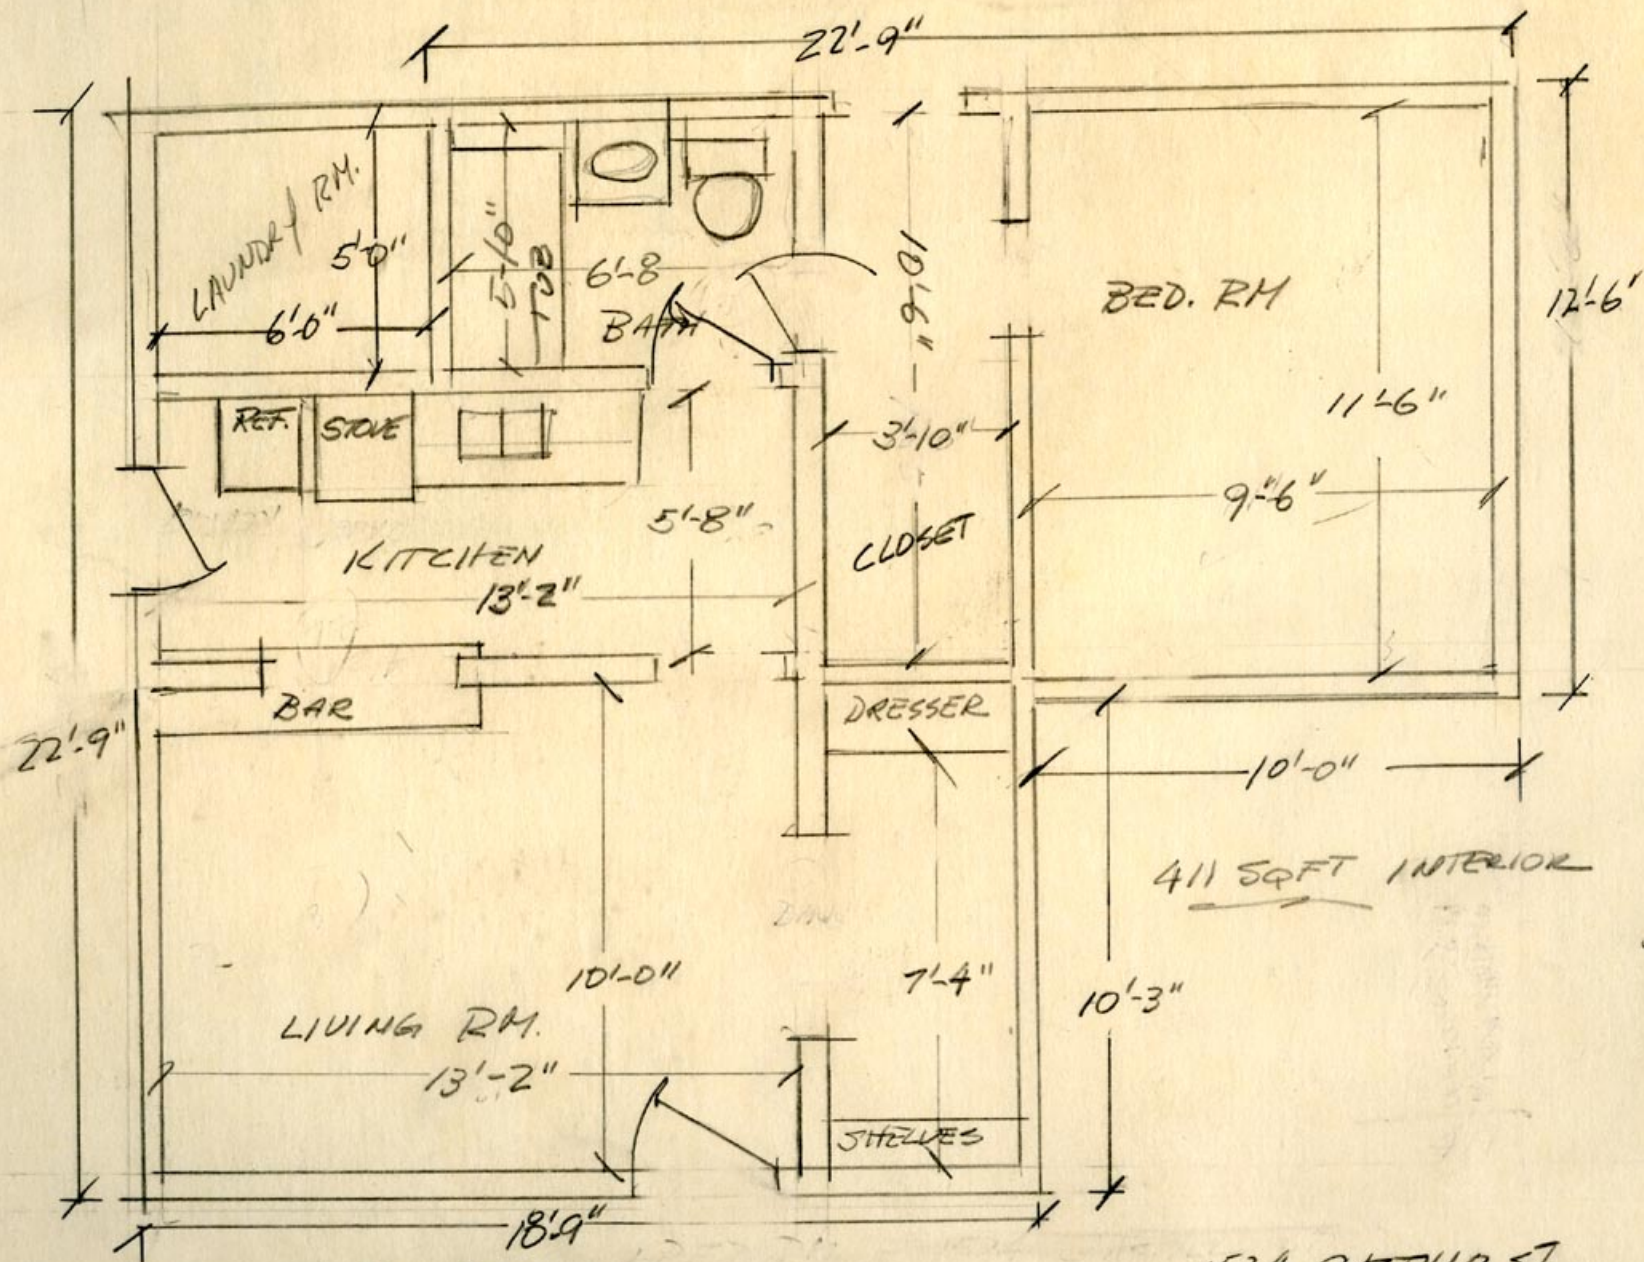 22'-9"
LAUNDRY RM.
5'-0"
6'-0"
5'-10"
TUB
6'-8
BATH
10'-6"
BED. RM
12'-6"
11'-6"
REF.
STOVE
3'-10"
9'-6"
5'-8"
CLOSET
KITCHEN
13'-2"
BAR
DRESSER
22'-9"
10'-0"
411 SQFT INTERIOR
10'-0"
7'-4"
10'-3"
LIVING RM.
13'-2"
SHELVES
18'-9"